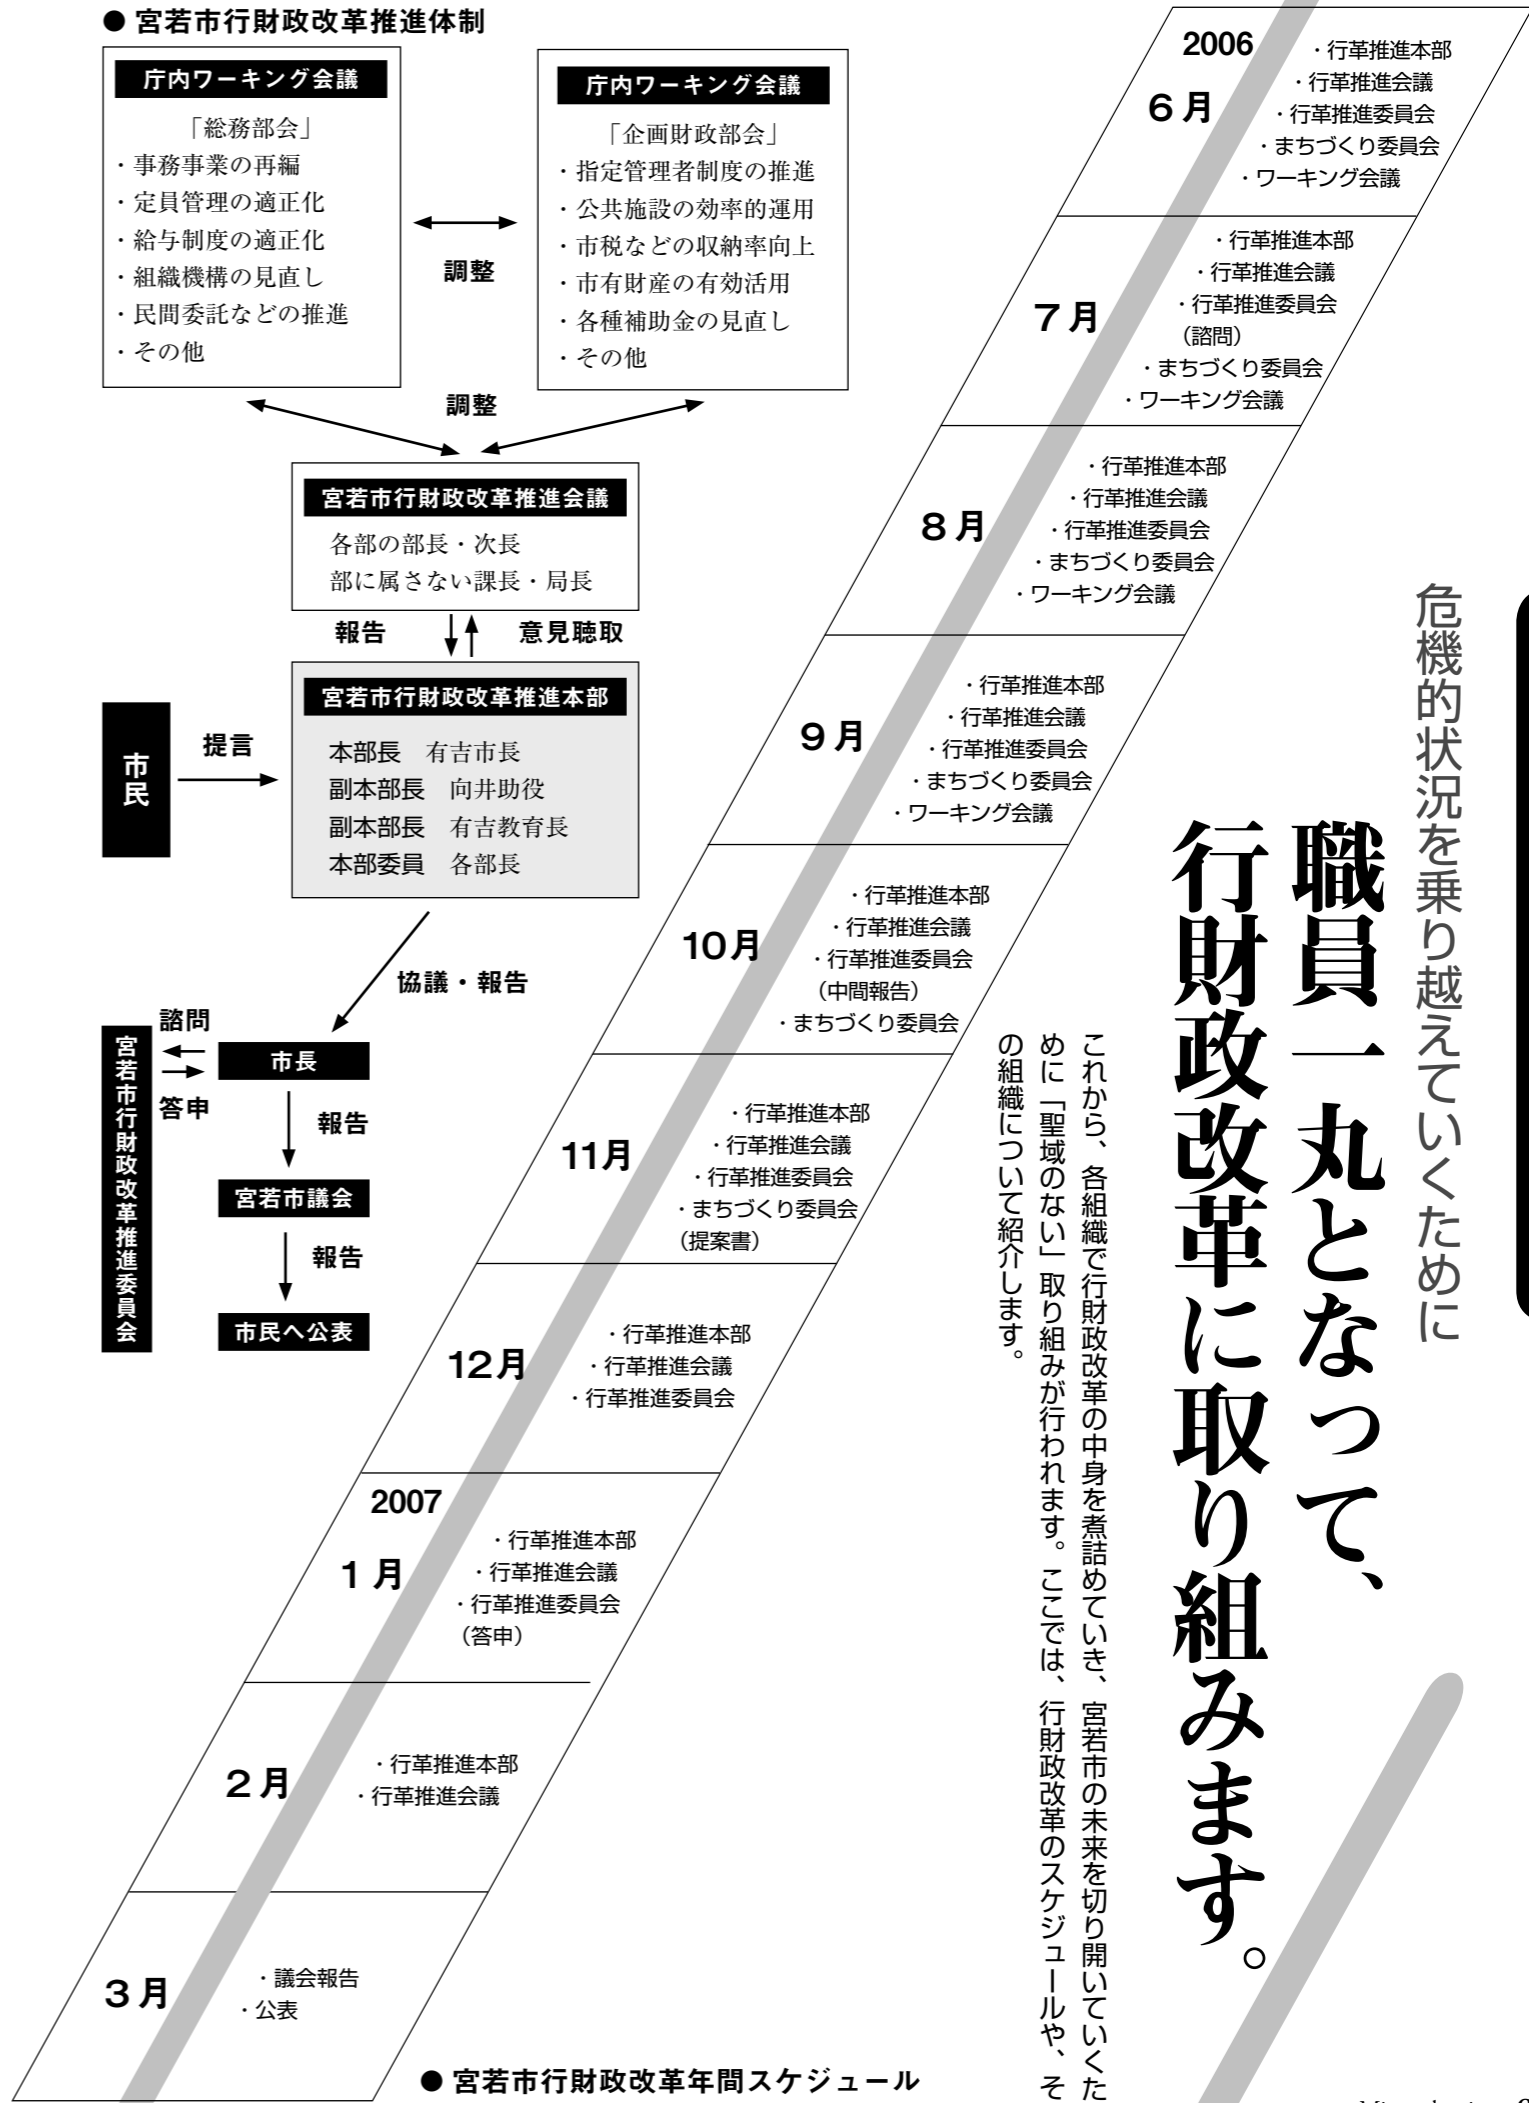 危機的状況を乗り越えていくために
職員一丸となって、
行財政改革に取り組みます。
これから、各組織で行財政改革の中身を煮詰めていき、宮若市の未来を切り開いていくた
めに「聖域のない」取り組みが行われます。ここでは、行財政改革のスケジュールや、そ
の組織について紹介します。
● 宮若市行財政改革推進体制
庁内ワーキング会議
「総務部会」
・事務事業の再編
・定員管理の適正化
・給与制度の適正化
・組織機構の見直し
・民間委託などの推進
・その他
調整
庁内ワーキング会議
「企画財政部会」
・指定管理者制度の推進
・公共施設の効率的運用
・市税などの収納率向上
・市有財産の有効活用
・各種補助金の見直し
・その他
調整
宮若市行財政改革推進会議
各部の部長・次長
部に属さない課長・局長
報告
意見聴取
市民
提言
宮若市行財政改革推進本部
本部長　有吉市長
副本部長　向井助役
副本部長　有吉教育長
本部委員　各部長
協議・報告
宮若市行財政改革推進委員会
諮問
答申
市長
報告
宮若市議会
報告
市民へ公表
2006
6月
・行革推進本部
・行革推進会議
・行革推進委員会
・まちづくり委員会
・ワーキング会議
7月
・行革推進本部
・行革推進会議
・行革推進委員会
（諮問）
・まちづくり委員会
・ワーキング会議
8月
・行革推進本部
・行革推進会議
・行革推進委員会
・まちづくり委員会
・ワーキング会議
9月
・行革推進本部
・行革推進会議
・行革推進委員会
・まちづくり委員会
・ワーキング会議
10月
・行革推進本部
・行革推進会議
・行革推進委員会
（中間報告）
・まちづくり委員会
11月
・行革推進本部
・行革推進会議
・行革推進委員会
・まちづくり委員会
（提案書）
12月
・行革推進本部
・行革推進会議
・行革推進委員会
2007
1月
・行革推進本部
・行革推進会議
・行革推進委員会
（答申）
2月
・行革推進本部
・行革推進会議
3月
・議会報告
・公表
● 宮若市行財政改革年間スケジュール